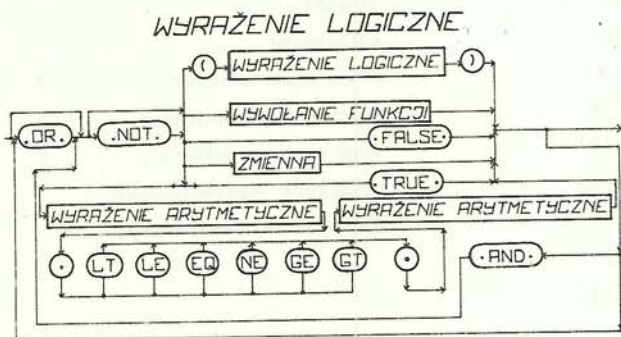 WYRAŻENIE LOGICZNE
( WYRAŻENIE LOGICZNE )
WYWOŁANIE FUNKCJI
.OR. .NOT. .FALSE.
ZMIENNA
.TRUE.
WYRAŻENIE ARYTMETYCZNE WYRAŻENIE ARYTMETYCZNE
. LT LE EQ NE GE GT .
.AND.